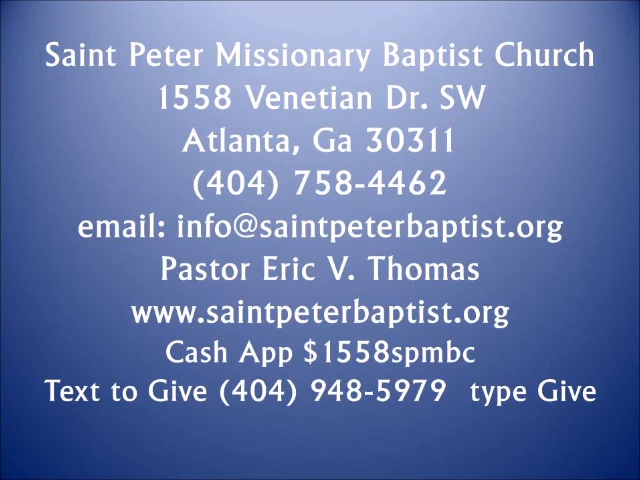 Saint Peter Missionary Baptist Church
1558 Venetian Dr. SW
Atlanta, Ga 30311
(404) 758-4462
email: info@saintpeterbaptist.org
Pastor Eric V. Thomas
www.saintpeterbaptist.org
Cash App $1558spmbc
Text to Give (404) 948-5979  type Give